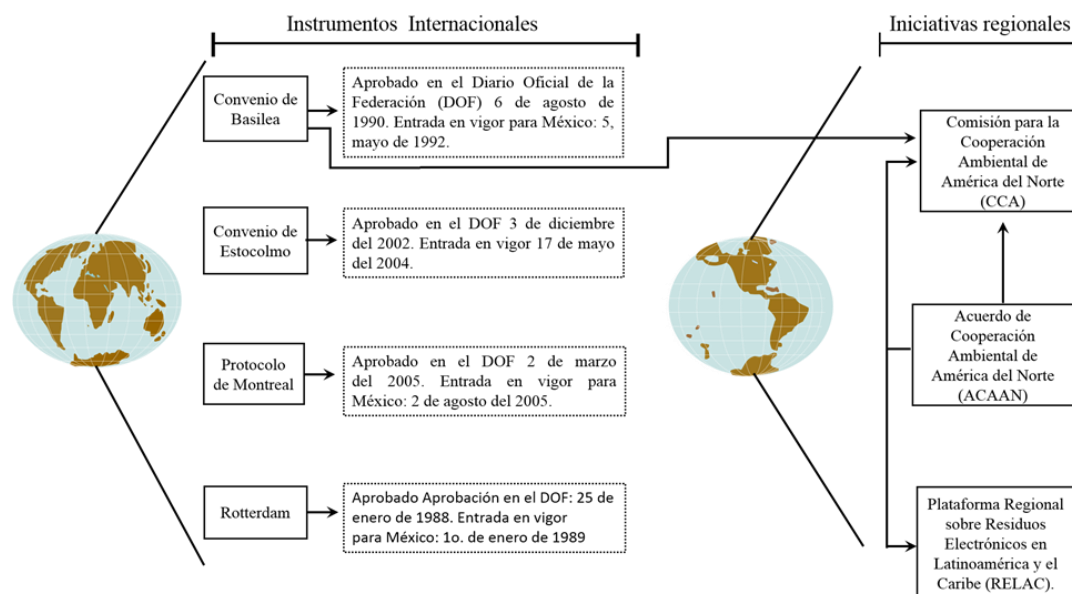 Instrumentos Internacionales
Convenio de
Basilea
Aprobado en el Diario Oficial de la
Federación (DOF) 6 de agosto de
1990. Entrada en vigor para México: 5,
mayo de 1992.
Convenio de
Estocolmo
Aprobado en el DOF 3 de diciembre
del 2002. Entrada en vigor 17 de mayo
del 2004.
Protocolo
de Montreal
Aprobado en el DOF 2 de marzo
del 2005. Entrada en vigor para
México: 2 de agosto del 2005.
Rotterdam
Aprobado Aprobación en el DOF: 25 de
enero de 1988. Entrada en vigor
para México: 1o. de enero de 1989
Iniciativas regionales
Comisión para la
Cooperación
Ambiental de
América del Norte
(CCA)
Acuerdo de
Cooperación
Ambiental de
América del Norte
(ACAAN)
Plataforma Regional
sobre Residuos
Electrónicos en
Latinoamérica y el
Caribe (RELAC).